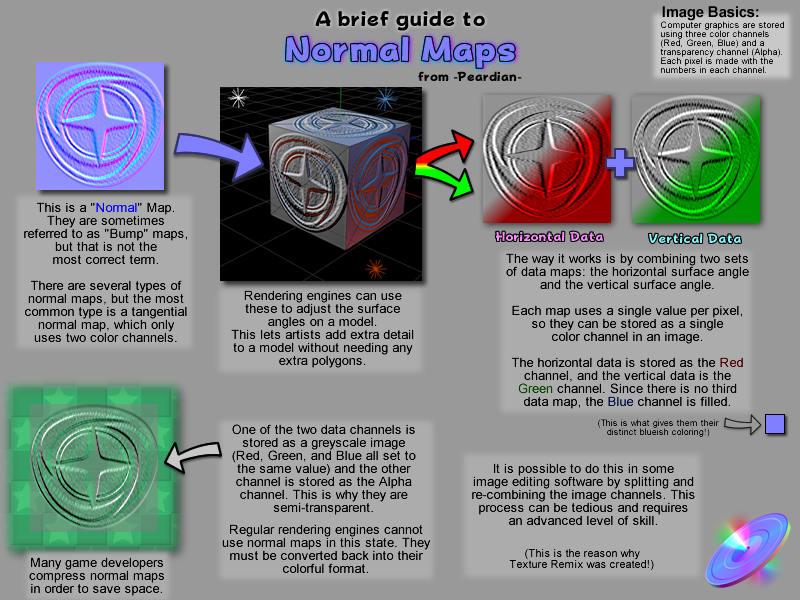 A brief guide to
Normal Maps
from -Peardian-
Image Basics:
Computer graphics are stored
using three color channels
(Red, Green, Blue) and a
transparency channel (Alpha).
Each pixel is made with the
numbers in each channel.
This is a "Normal" Map.
They are sometimes
referred to as "Bump" maps,
but that is not the
most correct term.
There are several types of
normal maps, but the most
common type is a tangential
normal map, which only
uses two color channels.
Rendering engines can use
these to adjust the surface
angles on a model.
This lets artists add extra detail
to a model without needing any
extra polygons.
Horizontal Data
Vertical Data
The way it works is by combining two sets
of data maps: the horizontal surface angle
and the vertical surface angle.
Each map uses a single value per pixel,
so they can be stored as a single
color channel in an image.
The horizontal data is stored as the Red
channel, and the vertical data is the
Green channel. Since there is no third
data map, the Blue channel is filled.
(This is what gives them their
distinct blueish coloring!)
Many game developers
compress normal maps
in order to save space.
One of the two data channels is
stored as a greyscale image
(Red, Green, and Blue all set to
the same value) and the other
channel is stored as the Alpha
channel. This is why they are
semi-transparent.
Regular rendering engines cannot
use normal maps in this state. They
must be converted back into their
colorful format.
It is possible to do this in some
image editing software by splitting and
re-combining the image channels. This
process can be tedious and requires
an advanced level of skill.
(This is the reason why
Texture Remix was created!)